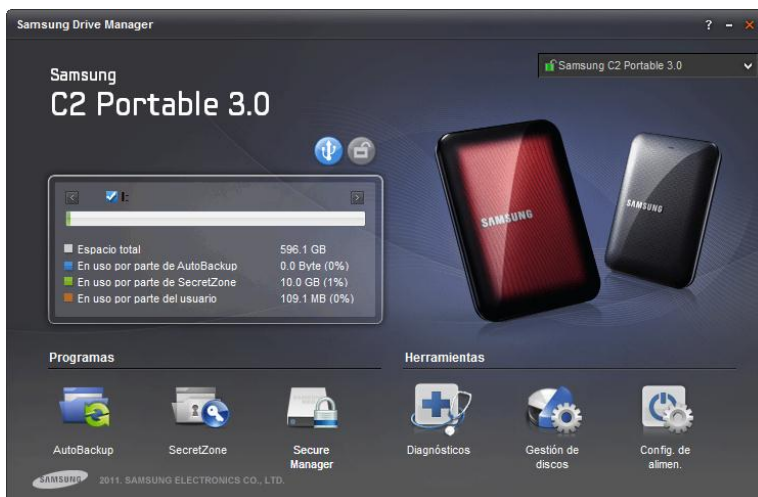 Samsung Drive Manager
?
Samsung C2 Portable 3.0
Samsung
C2 Portable 3.0
I:
Espacio total 596.1 GB
En uso por parte de AutoBackup 0.0 Byte (0%)
En uso por parte de SecretZone 10.0 GB (1%)
En uso por parte del usuario 109.1 MB (0%)
SAMSUNG
SAMSUNG
Programas
Herramientas
AutoBackup
SecretZone
Secure
Manager
Diagnósticos
Gestión de
discos
Config. de
alimen.
SAMSUNG 2011. SAMSUNG ELECTRONICS CO., LTD.